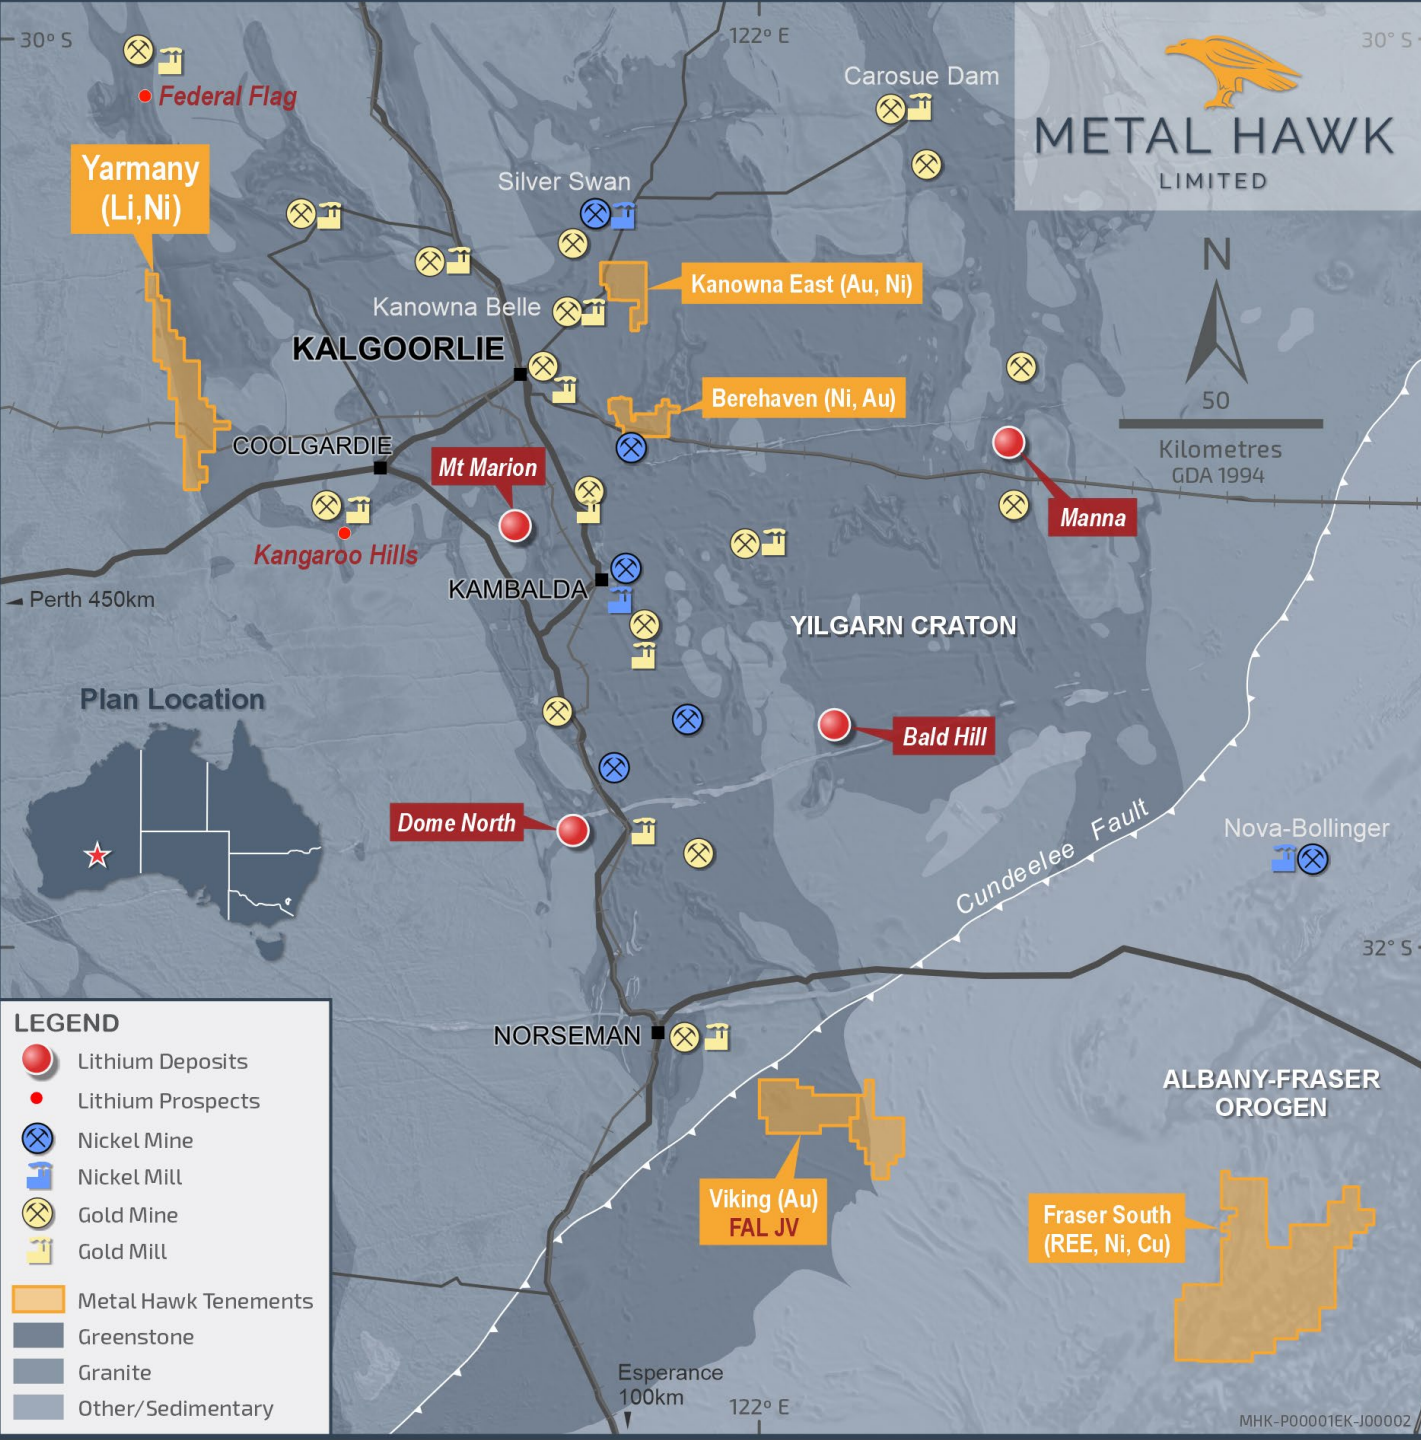 30° S
122° E
30° S
METAL HAWK
LIMITED
Carosue Dam
Federal Flag
Yarmany
(Li,Ni)
Silver Swan
N
Kanowna East (Au, Ni)
Kanowna Belle
KALGOORLIE
Berehaven (Ni, Au)
50
Kilometres
GDA 1994
COOLGARDIE
Mt Marion
Manna
Kangaroo Hills
KAMBALDA
Perth 450km
YILGARN CRATON
Plan Location
Bald Hill
Dome North
Cundeelee Fault
Nova-Bollinger
32° S
NORSEMAN
LEGEND
Lithium Deposits
Lithium Prospects
Nickel Mine
Nickel Mill
Gold Mine
Gold Mill
Metal Hawk Tenements
Greenstone
Granite
Other/Sedimentary
ALBANY-FRASER
OROGEN
Viking (Au)
FAL JV
Fraser South
(REE, Ni, Cu)
Esperance
100km
122° E
MHK-P00001EK-J00002